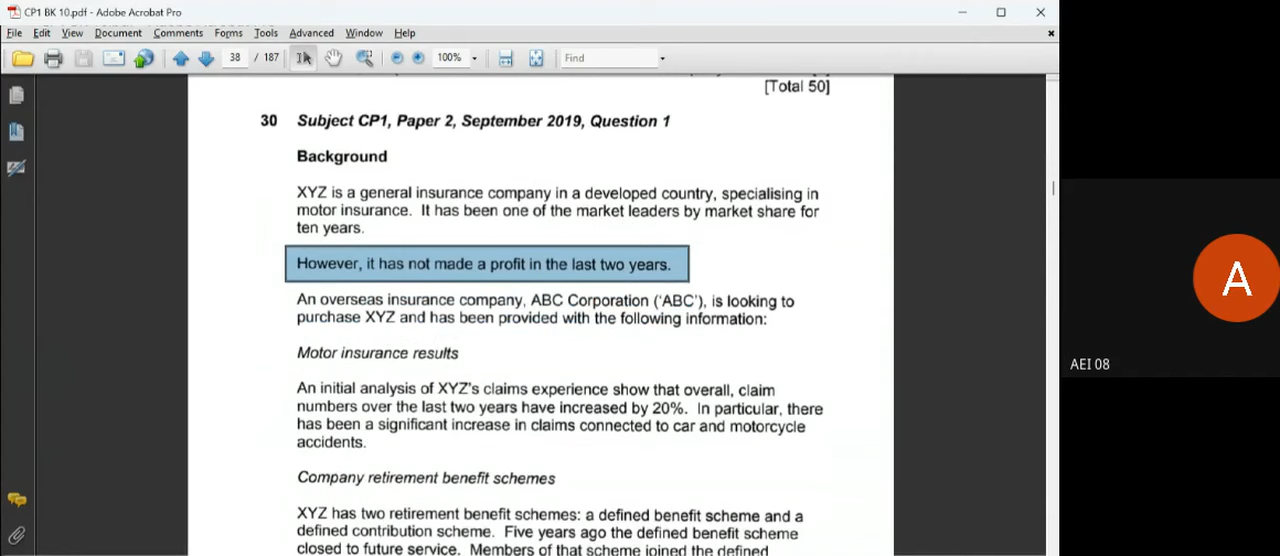 CP1 BK 10.pdf - Adobe Acrobat Pro
File Edit View Document Comments Forms Tools Advanced Window Help
38 / 187 100% Find
[Total 50]
30 Subject CP1, Paper 2, September 2019, Question 1
Background
XYZ is a general insurance company in a developed country, specialising in
motor insurance. It has been one of the market leaders by market share for
ten years.
However, it has not made a profit in the last two years.
An overseas insurance company, ABC Corporation ('ABC'), is looking to
purchase XYZ and has been provided with the following information:
Motor insurance results
An initial analysis of XYZ's claims experience show that overall, claim
numbers over the last two years have increased by 20%. In particular, there
has been a significant increase in claims connected to car and motorcycle
accidents.
Company retirement benefit schemes
XYZ has two retirement benefit schemes: a defined benefit scheme and a
defined contribution scheme. Five years ago the defined benefit scheme
closed to future service. Members of that scheme joined the defined
A
AEI 08